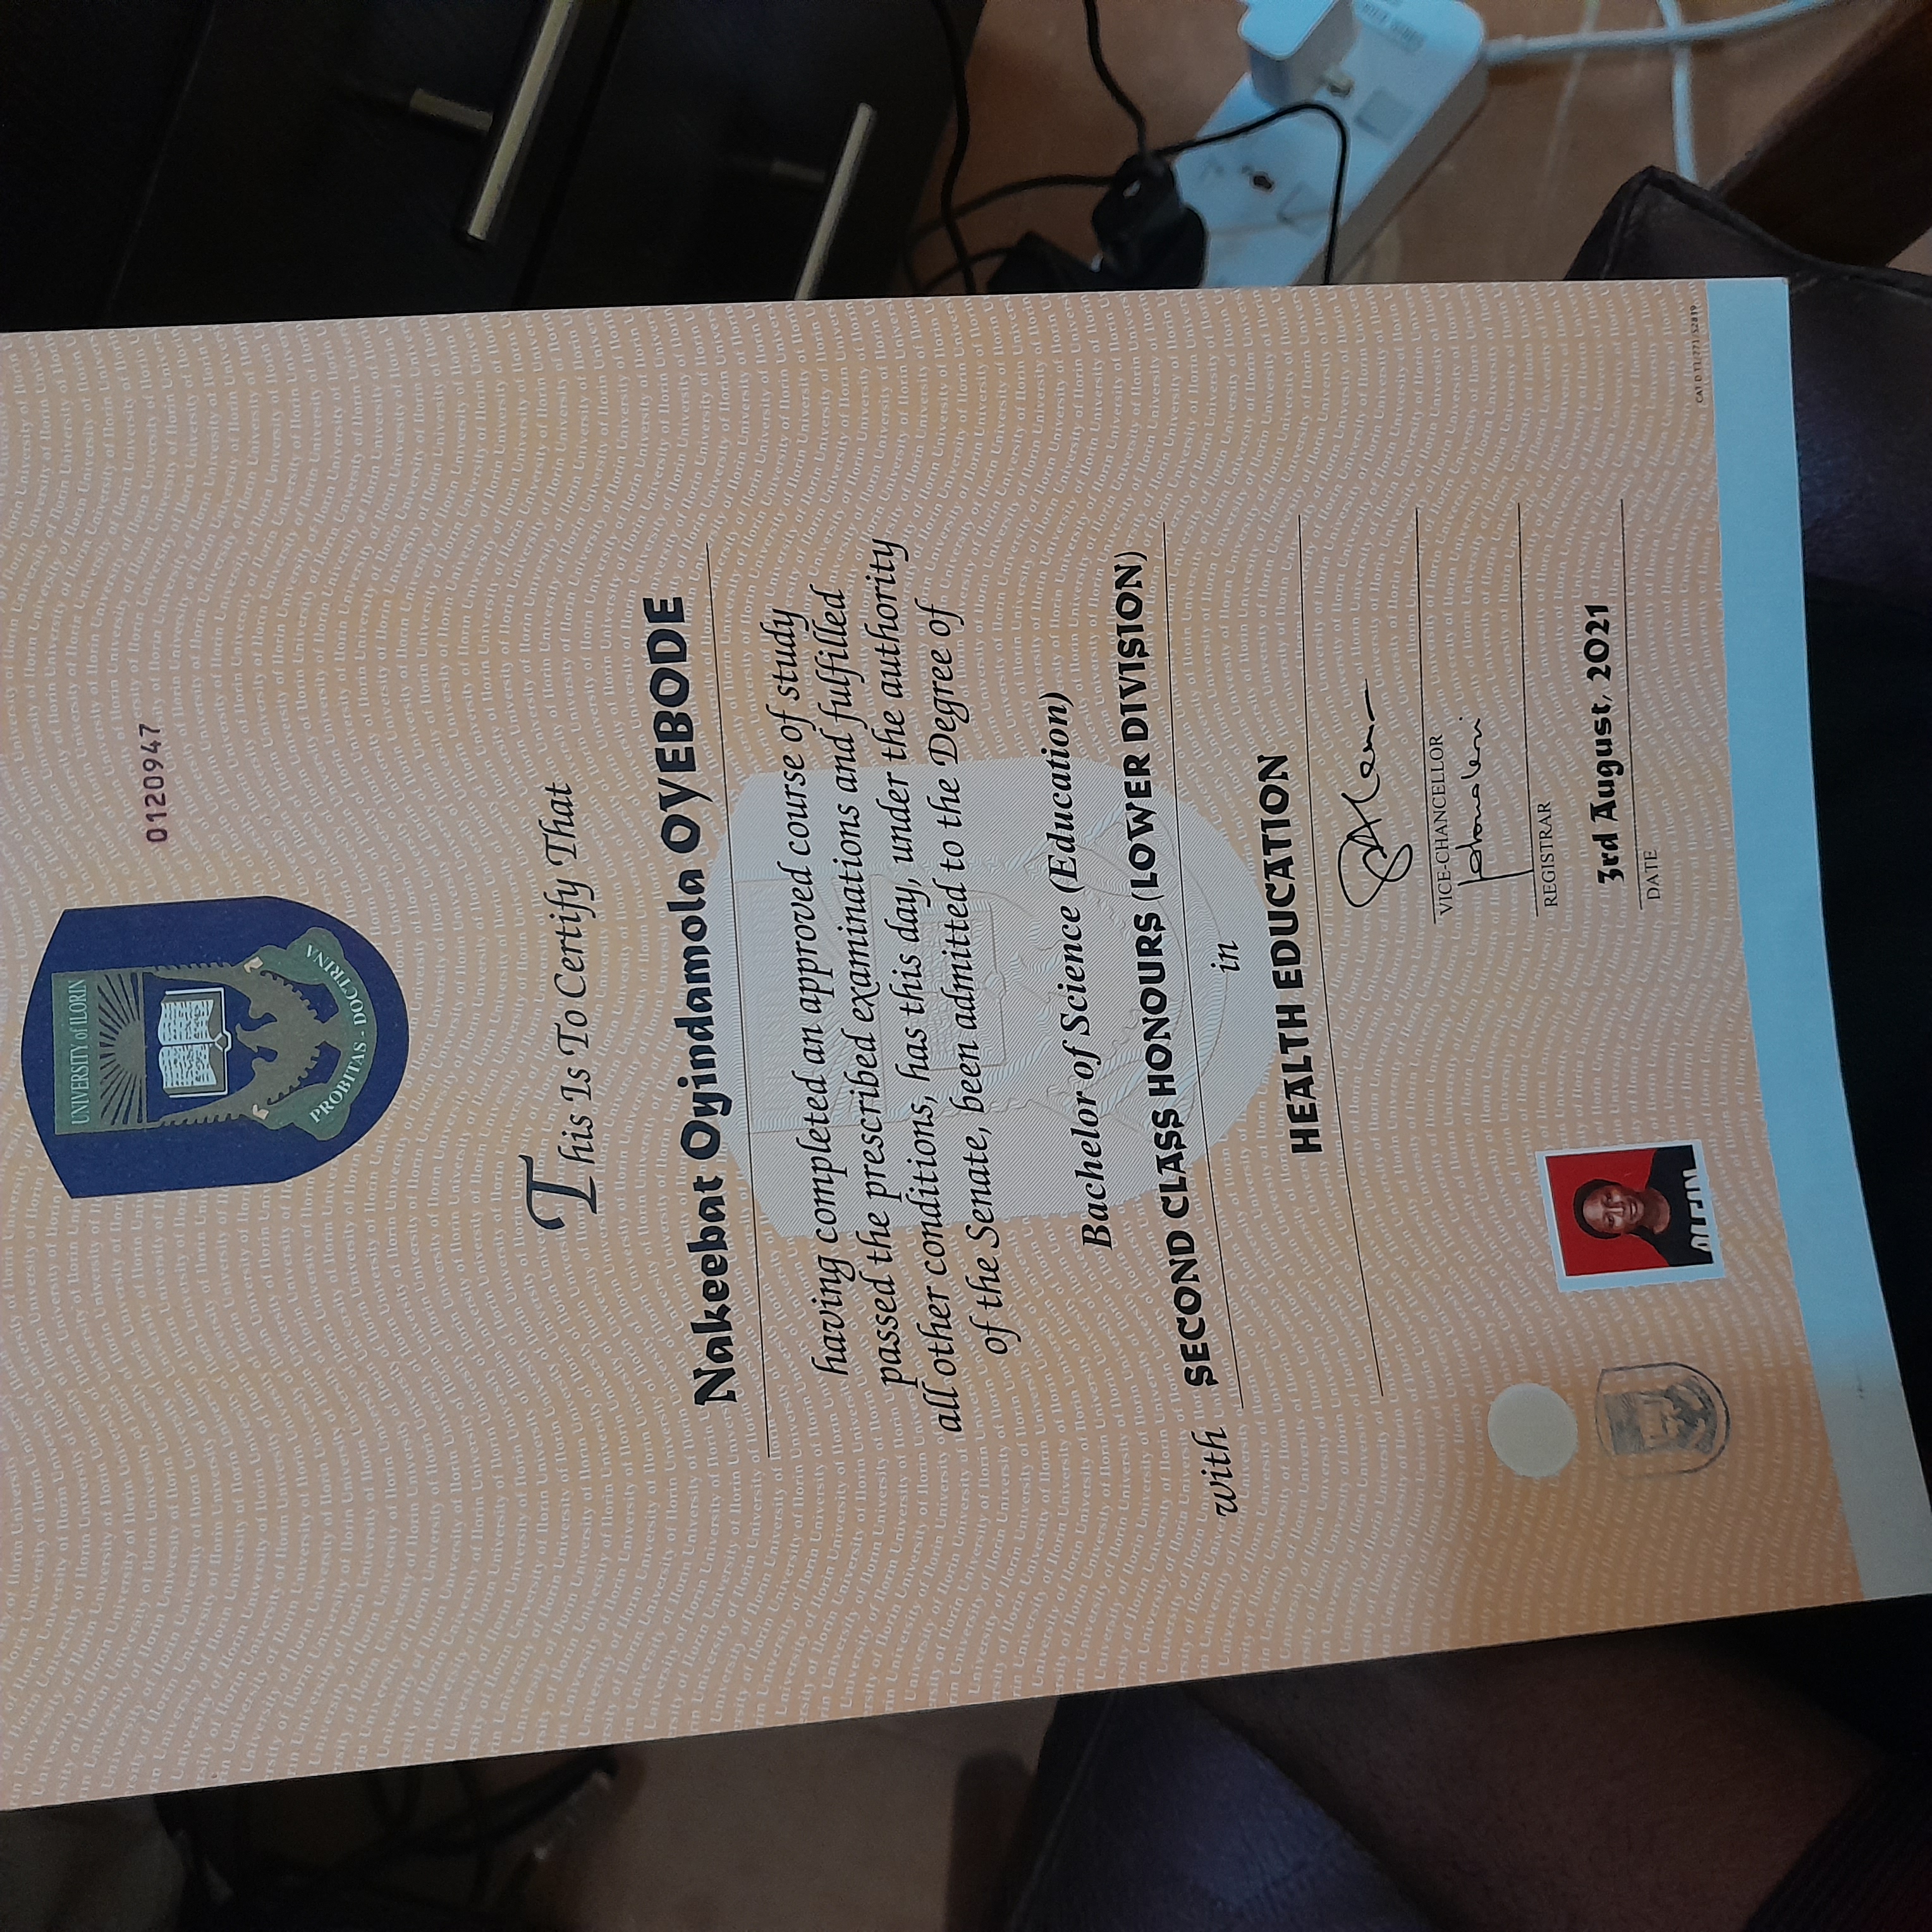 0120947
UNIVERSITY of ILORIN
PROBITAS - DOCTRINA
This Is To Certify That
Nakeebat Oyindamola OYEBODE
having completed an approved course of study
passed the prescribed examinations and fulfilled
all other conditions, has this day, under the authority
of the Senate, been admitted to the Degree of
Bachelor of Science (Education)
with SECOND CLASS HONOURS (LOWER DIVISION)
in
HEALTH EDUCATION
VICE-CHANCELLOR
REGISTRAR
3rd August, 2021
DATE